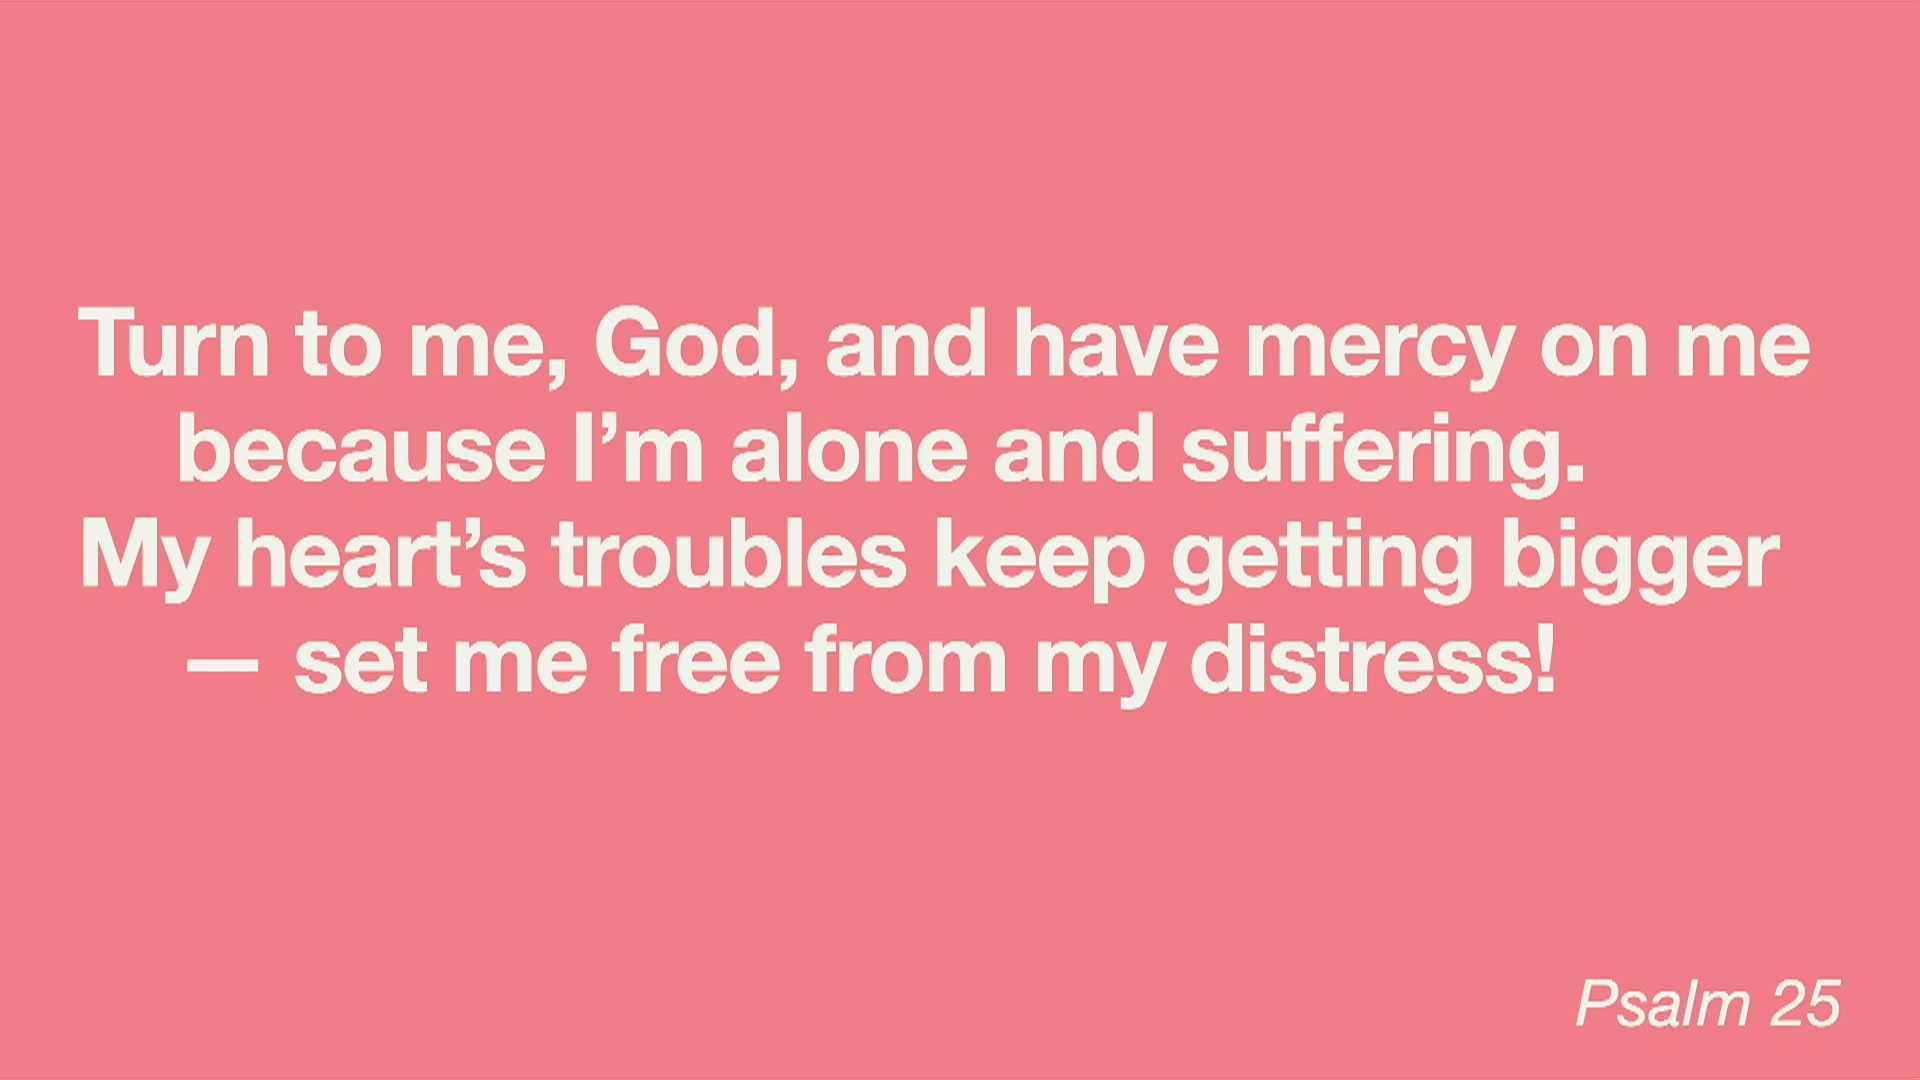 Turn to me, God, and have mercy on me
because I’m alone and suffering.
My heart’s troubles keep getting bigger
— set me free from my distress!
Psalm 25